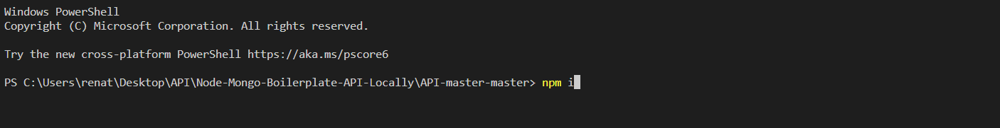 Windows PowerShell
Copyright (C) Microsoft Corporation. All rights reserved.
Try the new cross-platform PowerShell https://aka.ms/pscore6
PS C:\Users\renat\Desktop\API\Node-Mongo-Boilerplate-API-Locally\API-master-master> npm i